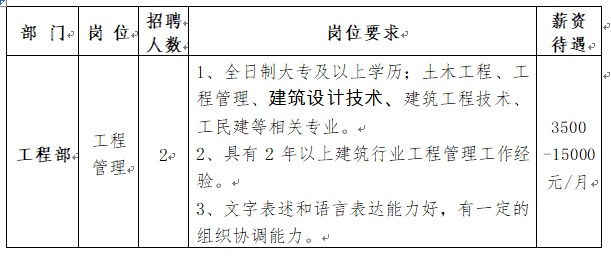 部 门 岗 位 招聘人数 岗位要求 薪资待遇
工程部
工程
管理
2
1、全日制大专及以上学历；土木工程、工
程管理、建筑设计技术、建筑工程技术、
工民建等相关专业。
2、具有 2 年以上建筑行业工程管理工作经
验。
3、文字表述和语言表达能力好，有一定的
组织协调能力。
3500
-15000
元/月